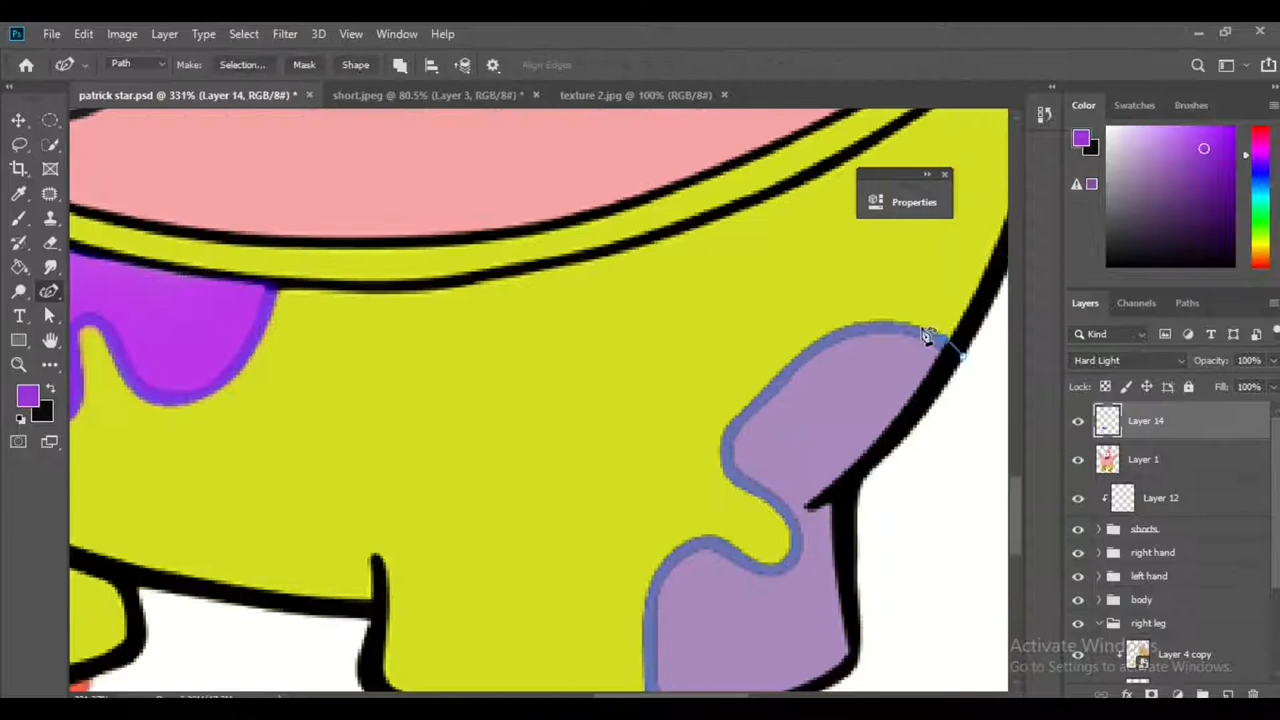 Ps File Edit Image Layer Type Select Filter 3D View Window Help
Path Make: Selection... Mask Shape Align Edges
patrick star.psd @ 331% (Layer 14, RGB/8#) * short.jpeg @ 80.5% (Layer 3, RGB/8#) * texture 2.jpg @ 100% (RGB/8#)
Color Swatches Brushes
Properties
Layers Channels Paths
Kind
Hard Light Opacity: 100%
Lock: Fill: 100%
Layer 14
Layer 1
Layer 12
shorts
right hand
left hand
body
right leg
Activate Windows
Layer 4 copy
Go to Settings to activate Windows.